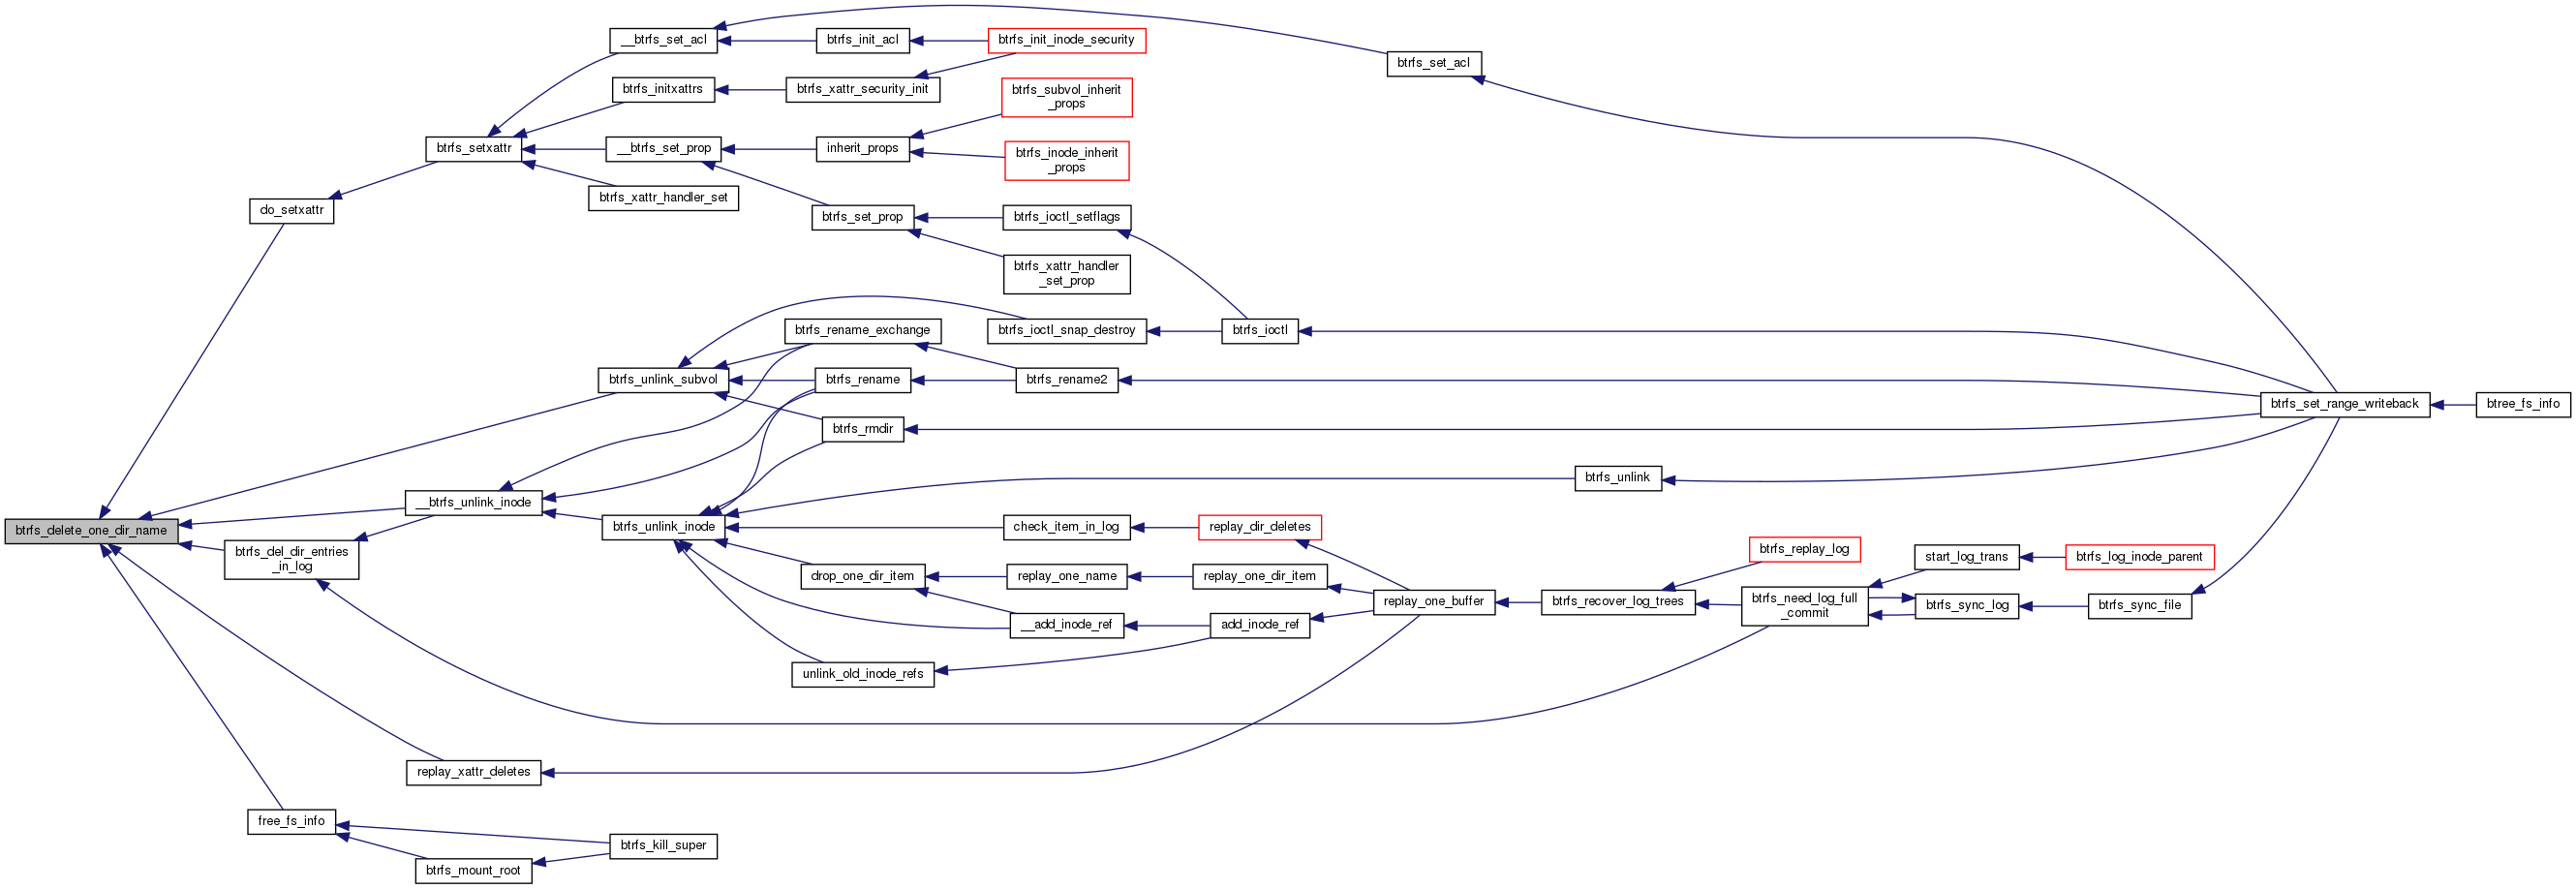 __btrfs_set_acl
btrfs_init_acl
btrfs_init_inode_security
btrfs_set_acl
btrfs_initxattrs
btrfs_xattr_security_init
btrfs_subvol_inherit
_props
btrfs_setxattr
__btrfs_set_prop
inherit_props
btrfs_inode_inherit
_props
btrfs_xattr_handler_set
do_setxattr
btrfs_set_prop
btrfs_ioctl_setflags
btrfs_xattr_handler
_set_prop
btrfs_rename_exchange
btrfs_ioctl_snap_destroy
btrfs_ioctl
btrfs_unlink_subvol
btrfs_rename
btrfs_rename2
btrfs_set_range_writeback
btree_fs_info
btrfs_rmdir
btrfs_unlink
__btrfs_unlink_inode
btrfs_delete_one_dir_name
btrfs_unlink_inode
check_item_in_log
replay_dir_deletes
btrfs_del_dir_entries
_in_log
btrfs_replay_log
start_log_trans
btrfs_log_inode_parent
drop_one_dir_item
replay_one_name
replay_one_dir_item
replay_one_buffer
btrfs_recover_log_trees
btrfs_need_log_full
_commit
btrfs_sync_log
btrfs_sync_file
__add_inode_ref
add_inode_ref
unlink_old_inode_refs
replay_xattr_deletes
free_fs_info
btrfs_kill_super
btrfs_mount_root